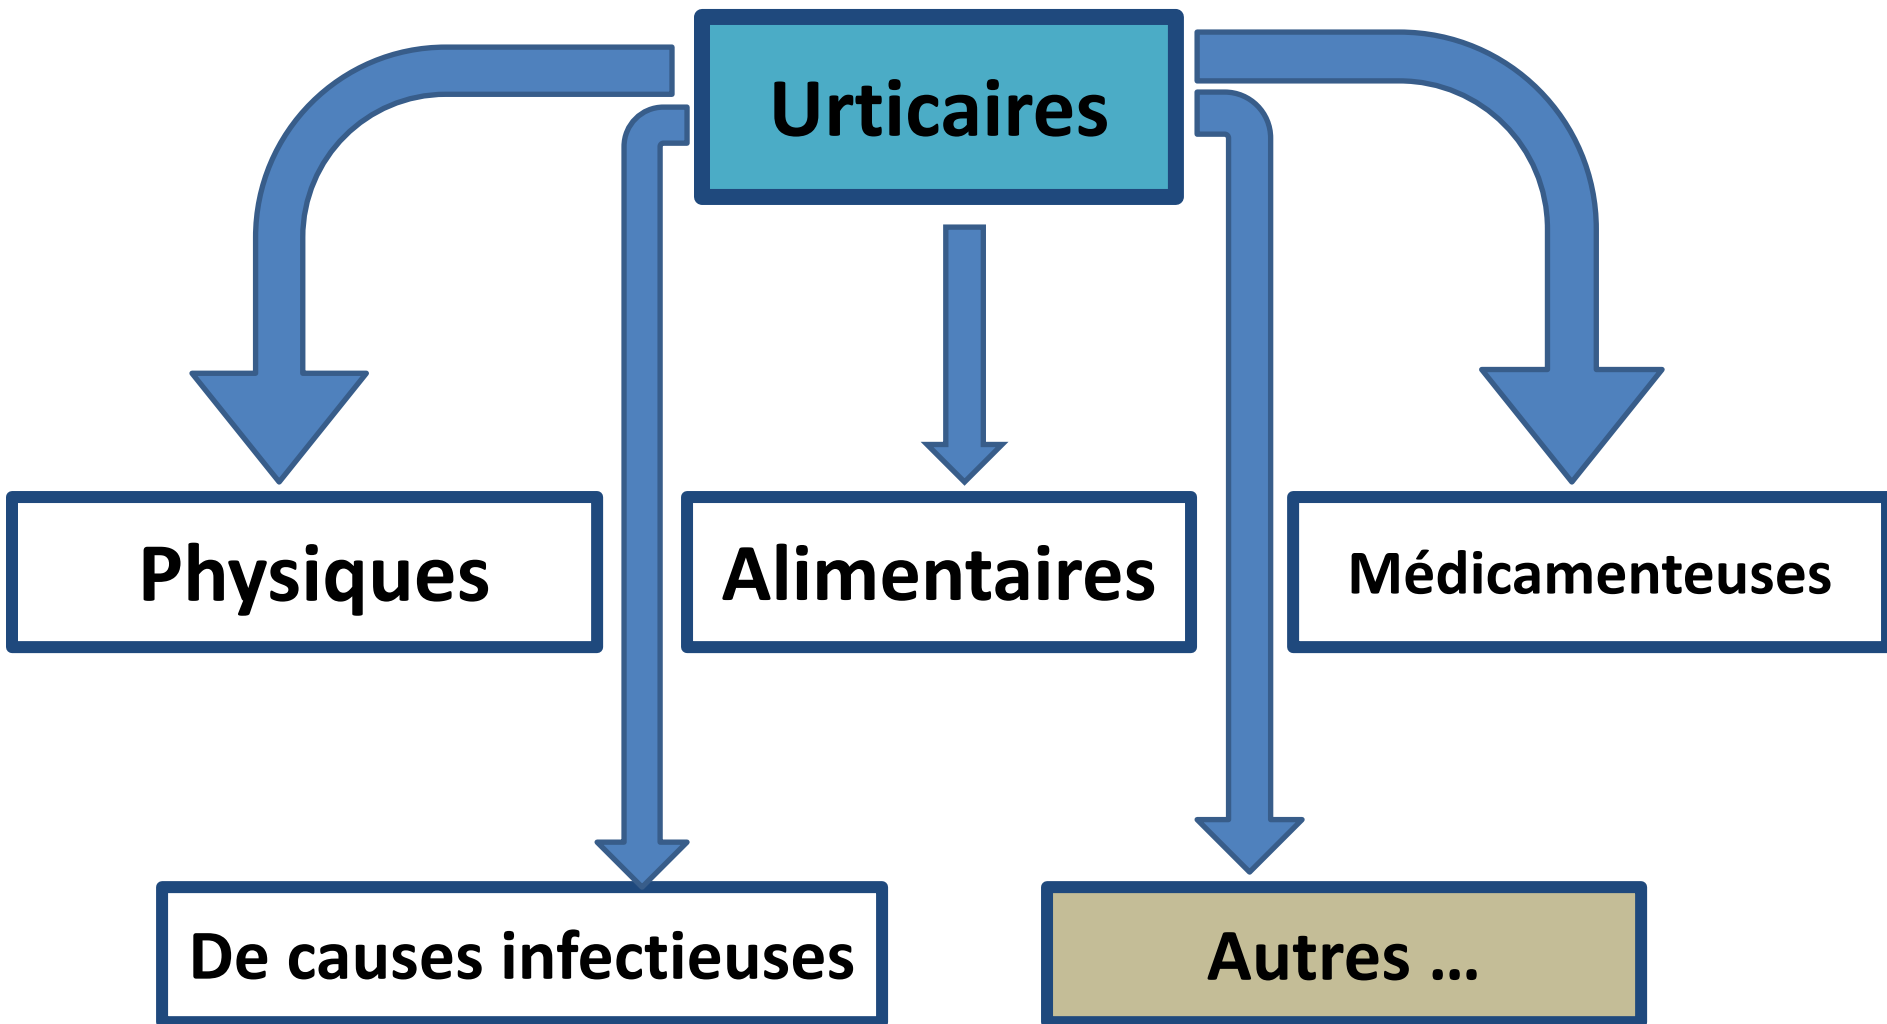 Urticaires
Physiques
Alimentaires
Médicamenteuses
De causes infectieuses
Autres ...